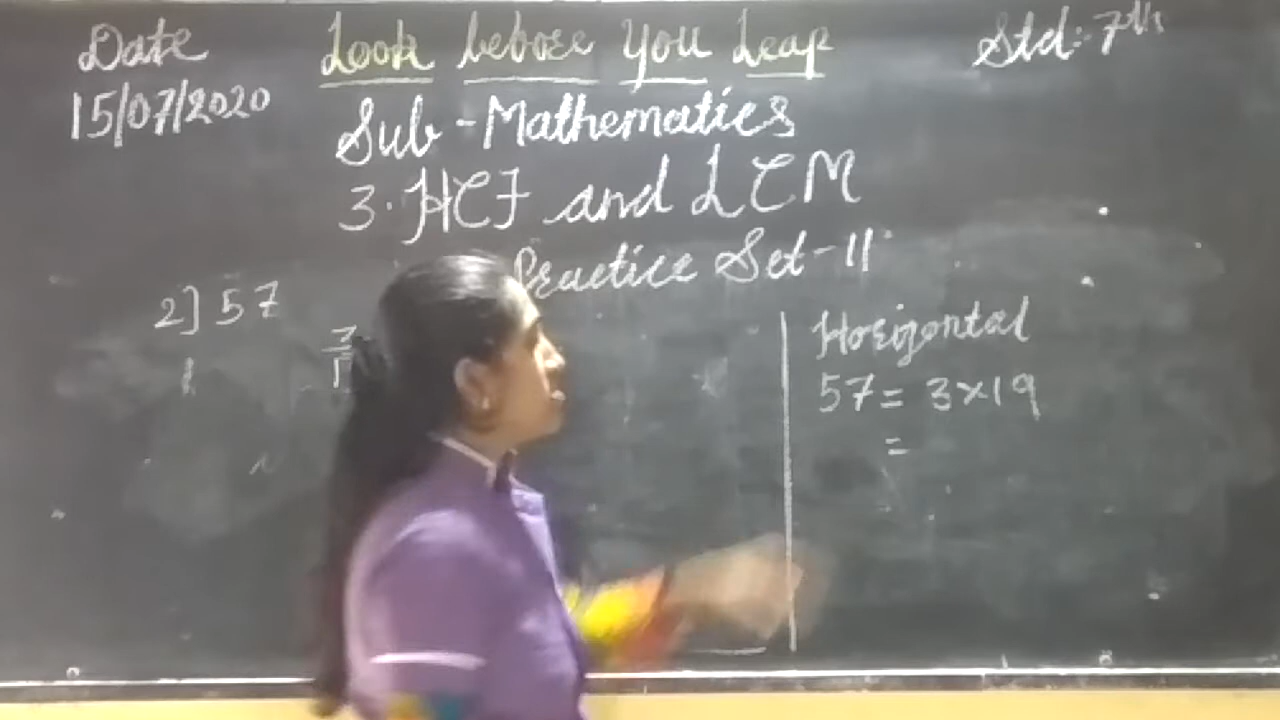 Date
15/07/2020
Look before You Leap
Std:-7th
Sub-Mathematics
3. HCF and LCM
Practice Set-11
2] 57
Horizontal
57 = 3×19
=